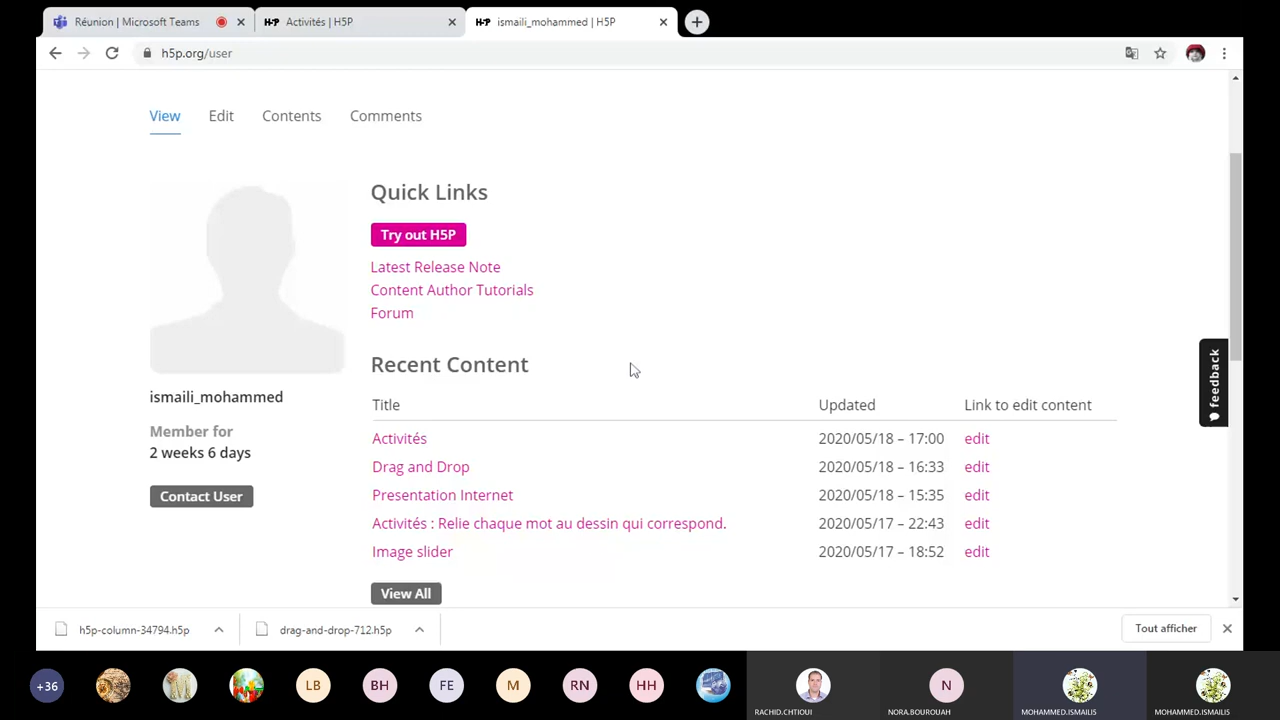 Réunion | Microsoft Teams
H5P Activités | H5P
H5P ismaili_mohammed | H5P
h5p.org/user
View Edit Contents Comments
Quick Links
Try out H5P
Latest Release Note
Content Author Tutorials
Forum
feedback
Recent Content
ismaili_mohammed
Member for
2 weeks 6 days
Contact User
Title Updated Link to edit content
Activités 2020/05/18 – 17:00 edit
Drag and Drop 2020/05/18 – 16:33 edit
Presentation Internet 2020/05/18 – 15:35 edit
Activités : Relie chaque mot au dessin qui correspond. 2020/05/17 – 22:43 edit
Image slider 2020/05/17 – 18:52 edit
View All
h5p-column-34794.h5p drag-and-drop-712.h5p Tout afficher
+36 LB BH FE M RN HH N
RACHID.CHTIOUI NORA.BOUROUAH MOHAMMED.ISMAILIS MOHAMMED.ISMAILIS